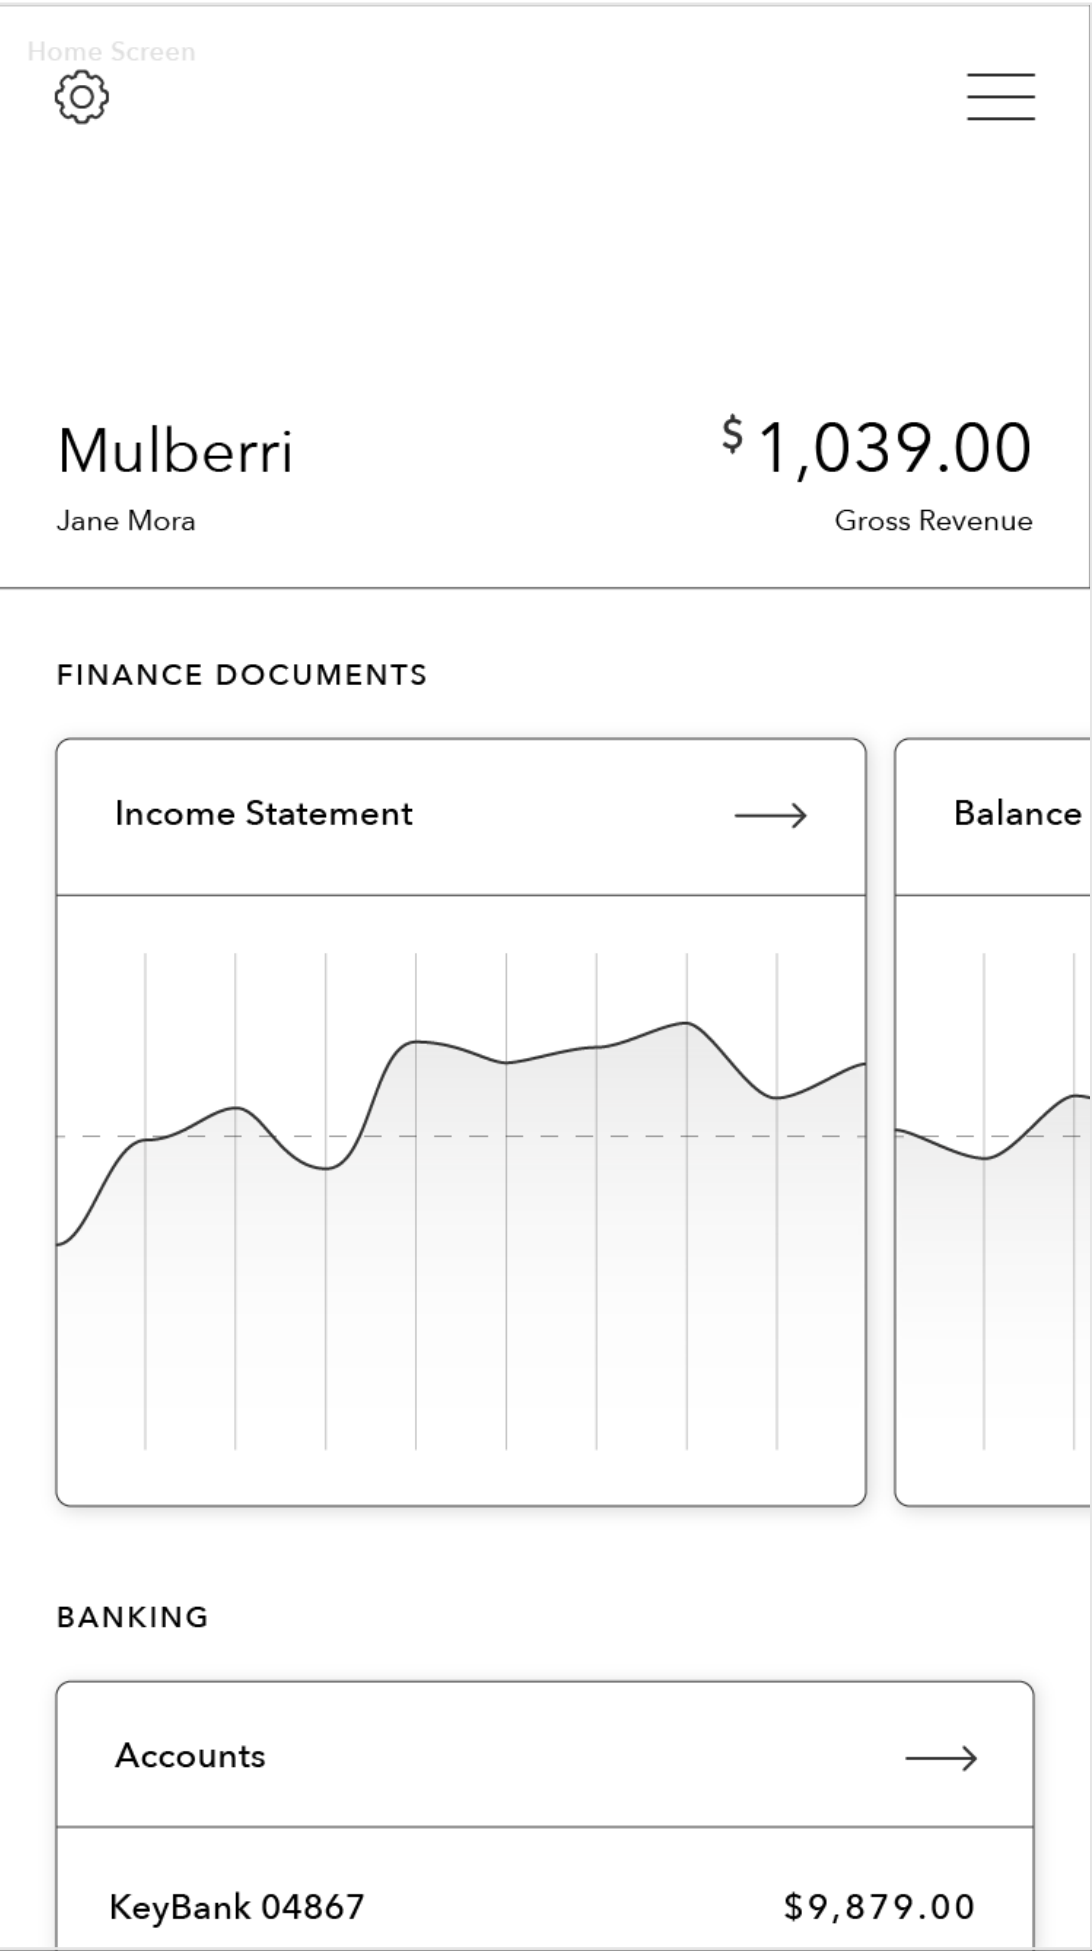 Home Screen
Mulberri
$1,039.00
Jane Mora
Gross Revenue
FINANCE DOCUMENTS
Income Statement
Balance
BANKING
Accounts
KeyBank 04867
$9,879.00